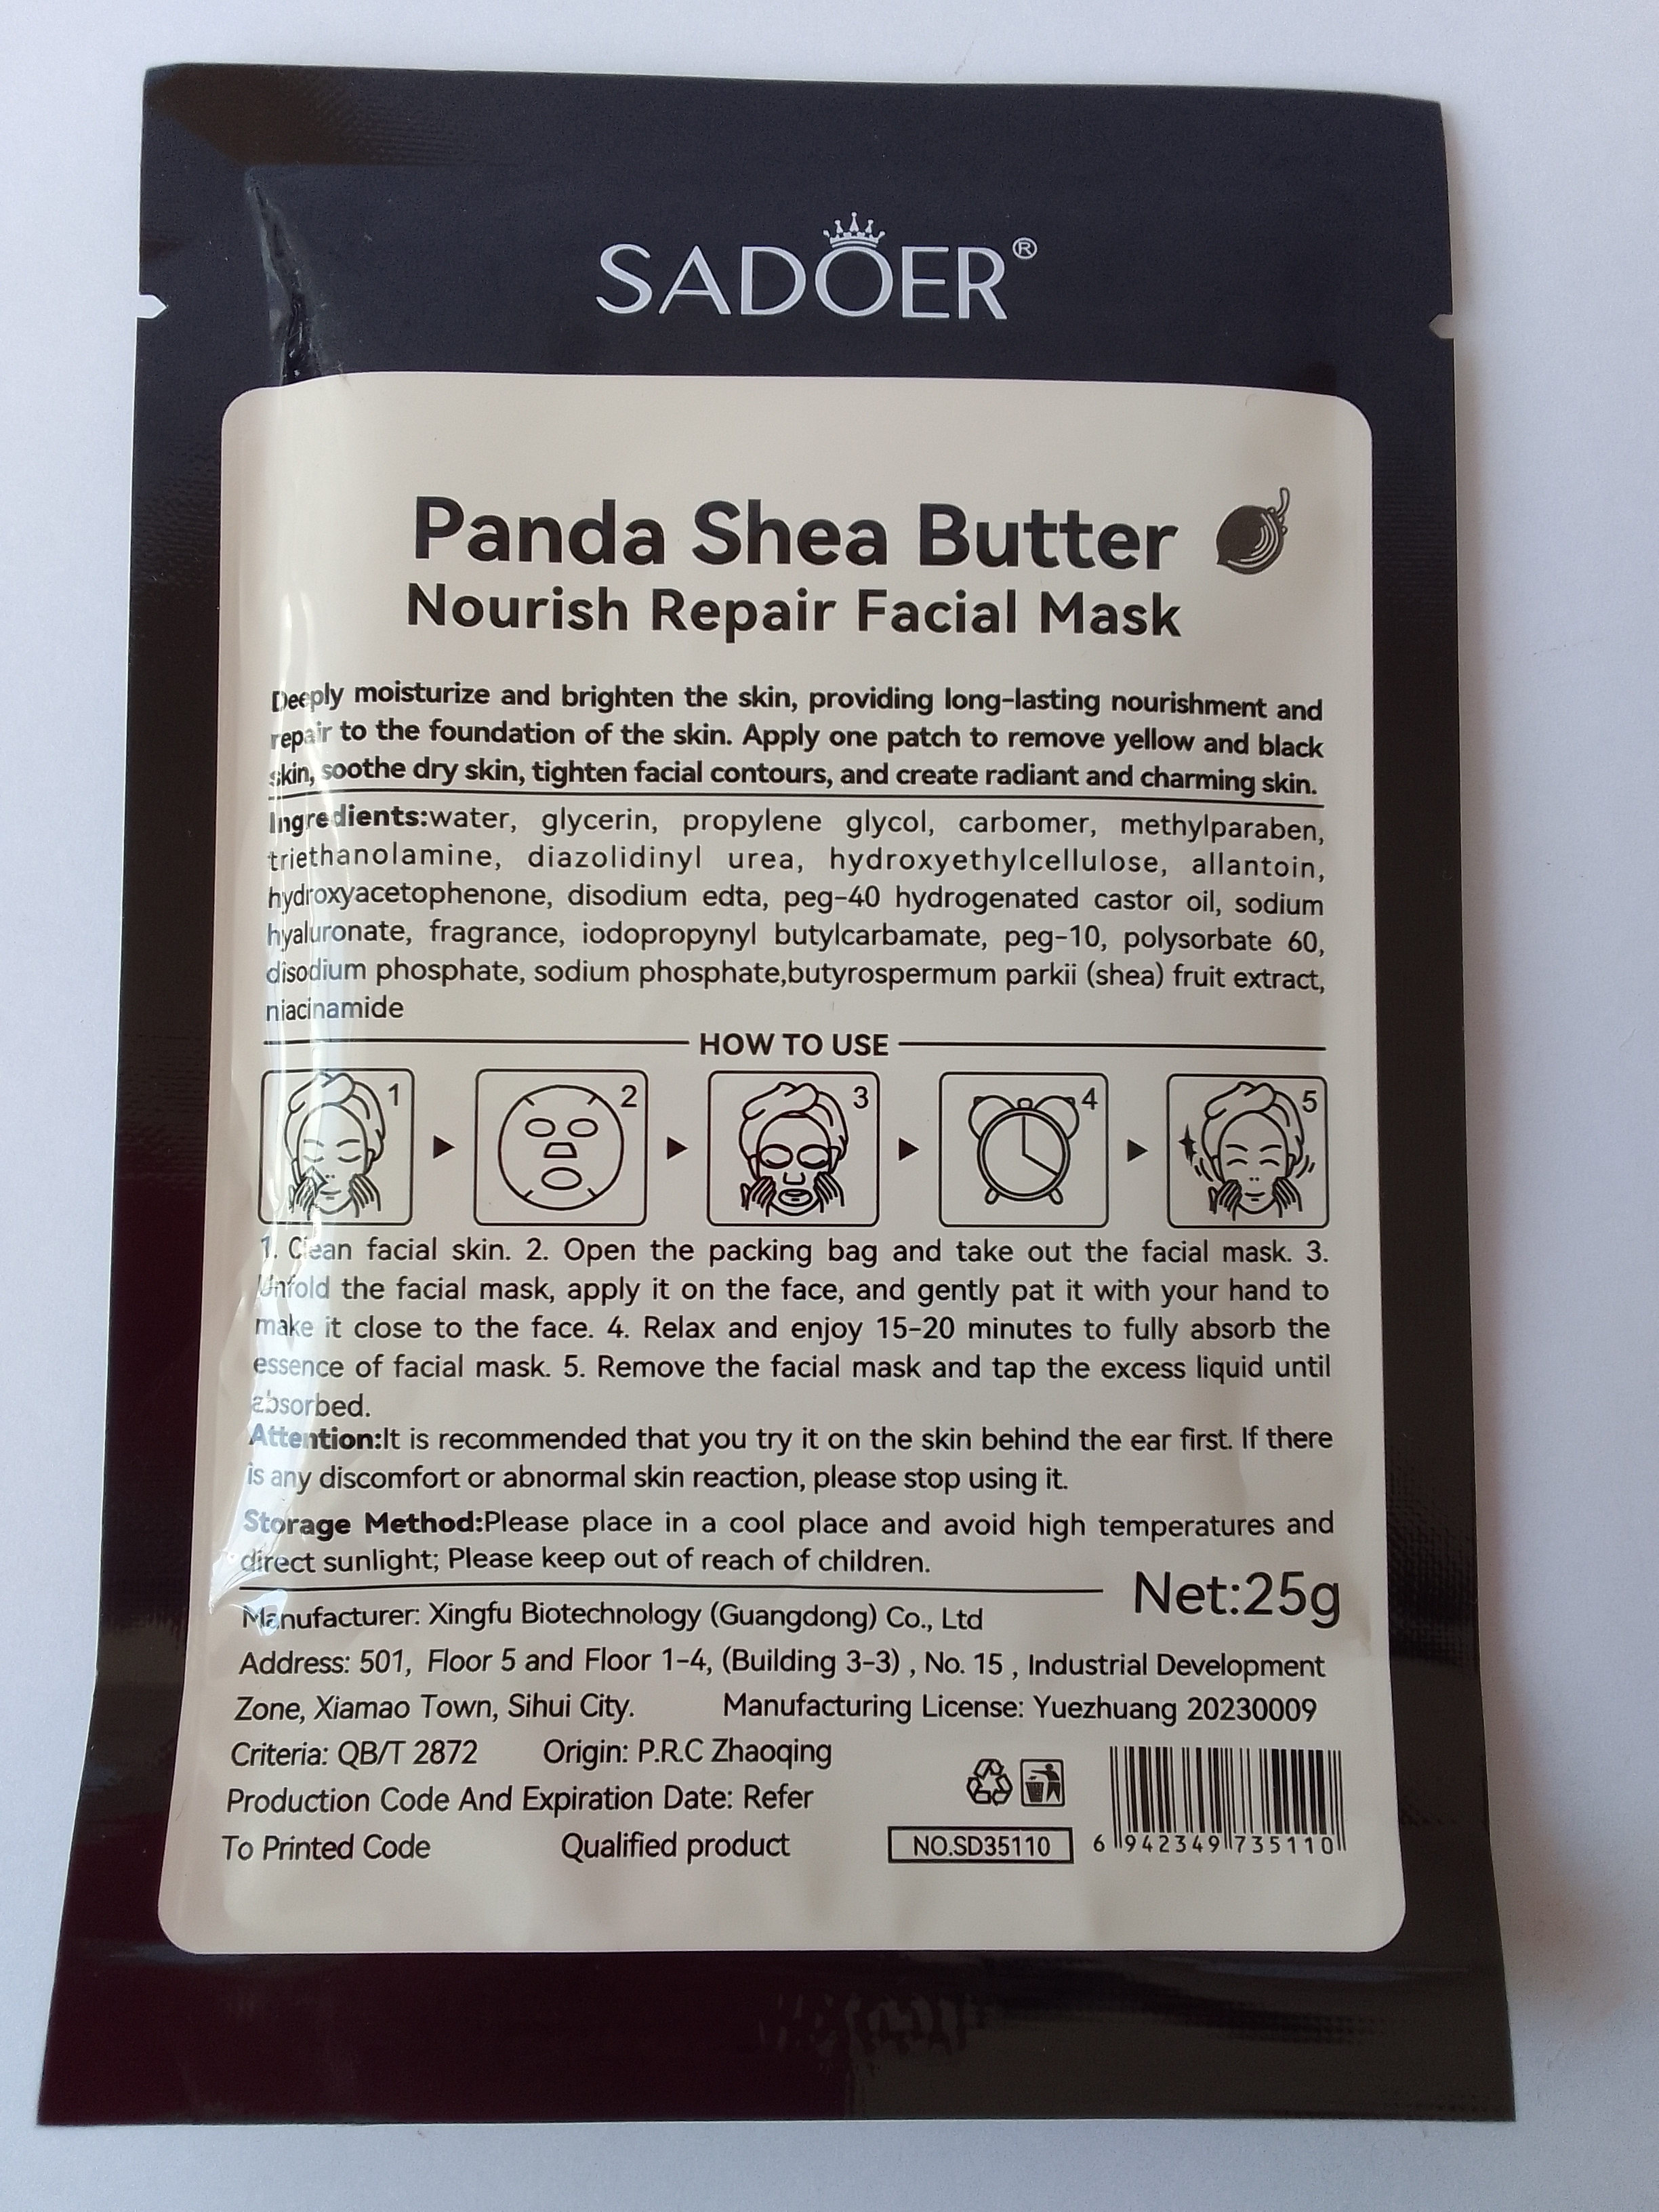 SADOER®
Panda Shea Butter
Nourish Repair Facial Mask
Deeply moisturize and brighten the skin, providing long-lasting nourishment and
repair to the foundation of the skin. Apply one patch to remove yellow and black
skin, soothe dry skin, tighten facial contours, and create radiant and charming skin.
Ingredients:water, glycerin, propylene glycol, carbomer, methylparaben,
triethanolamine, diazolidinyl urea, hydroxyethylcellulose, allantoin,
hydroxyacetophenone, disodium edta, peg-40 hydrogenated castor oil, sodium
hyaluronate, fragrance, iodopropynyl butylcarbamate, peg-10, polysorbate 60,
disodium phosphate, sodium phosphate,butyrospermum parkii (shea) fruit extract,
niacinamide
HOW TO USE
1 2 3 4 5
1. Clean facial skin. 2. Open the packing bag and take out the facial mask. 3.
Unfold the facial mask, apply it on the face, and gently pat it with your hand to
make it close to the face. 4. Relax and enjoy 15-20 minutes to fully absorb the
essence of facial mask. 5. Remove the facial mask and tap the excess liquid until
absorbed.
Attention:It is recommended that you try it on the skin behind the ear first. If there
is any discomfort or abnormal skin reaction, please stop using it.
Storage Method:Please place in a cool place and avoid high temperatures and
direct sunlight; Please keep out of reach of children.
Net:25g
Manufacturer: Xingfu Biotechnology (Guangdong) Co., Ltd
Address: 501, Floor 5 and Floor 1-4, (Building 3-3) , No. 15 , Industrial Development
Zone, Xiamao Town, Sihui City. Manufacturing License: Yuezhuang 20230009
Criteria: QB/T 2872 Origin: P.R.C Zhaoqing
Production Code And Expiration Date: Refer
To Printed Code Qualified product
NO.SD35110
6 942349 735110